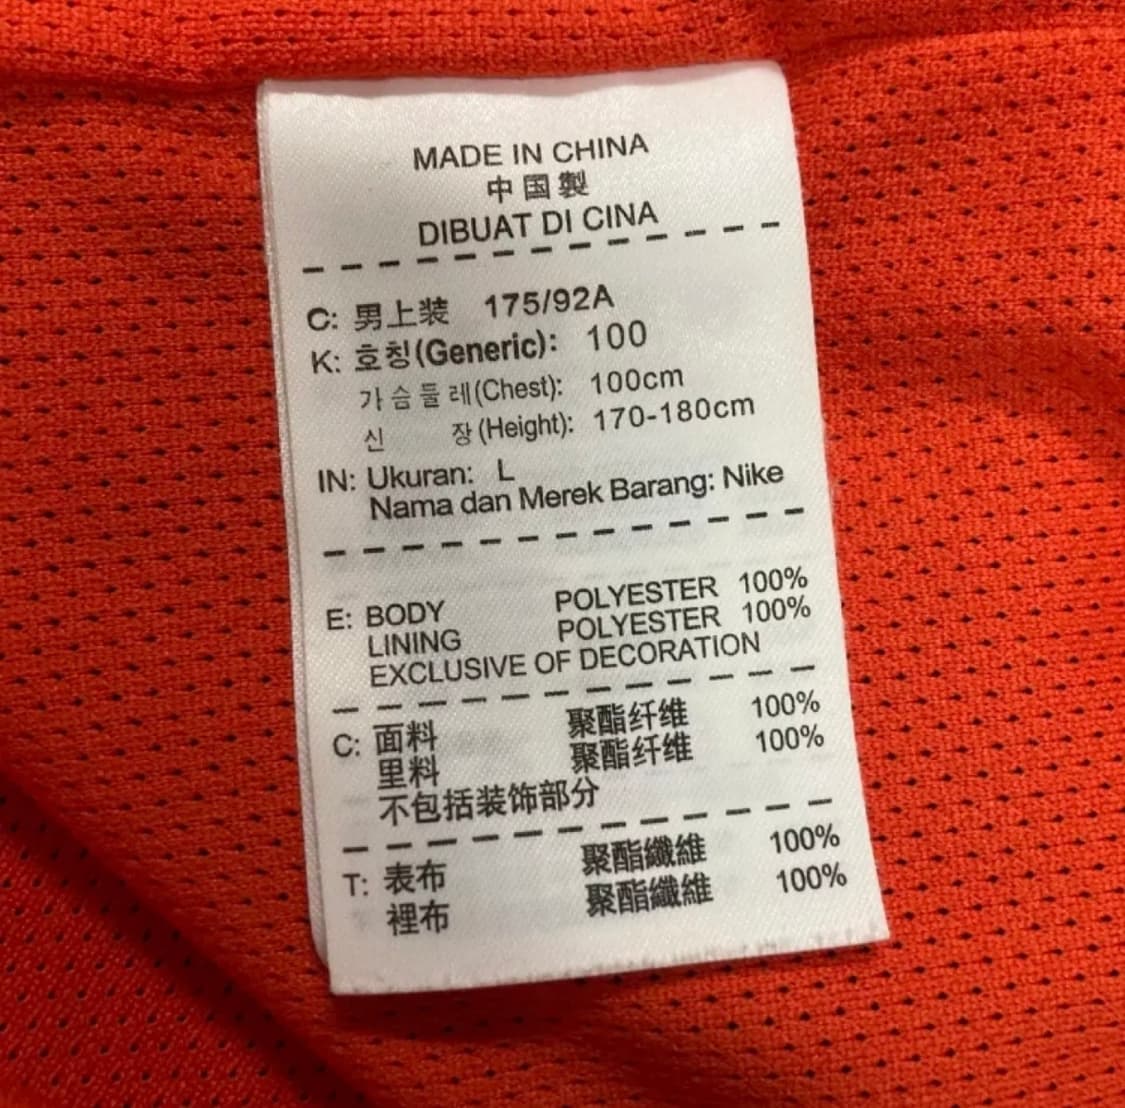 MADE IN CHINA
中国製
DIBUAT DI CINA
C: 男上装 175/92A
K: 호칭(Generic): 100
가슴둘레(Chest): 100cm
신 장(Height): 170-180cm
IN: Ukuran: L
Nama dan Merek Barang: Nike
E: BODY POLYESTER 100%
LINING POLYESTER 100%
EXCLUSIVE OF DECORATION
C: 面料 聚酯纤维 100%
里料 聚酯纤维 100%
不包括装饰部分
T: 表布 聚酯纖維 100%
裡布 聚酯纖維 100%